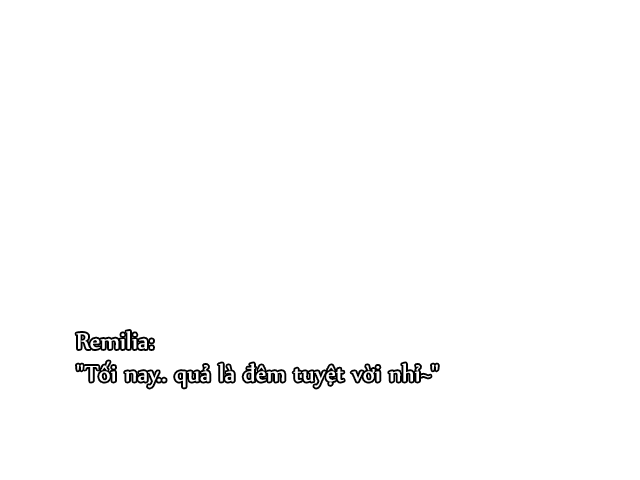 Remilia:
"Tối nay.. quả là đêm tuyệt vời nhỉ~"